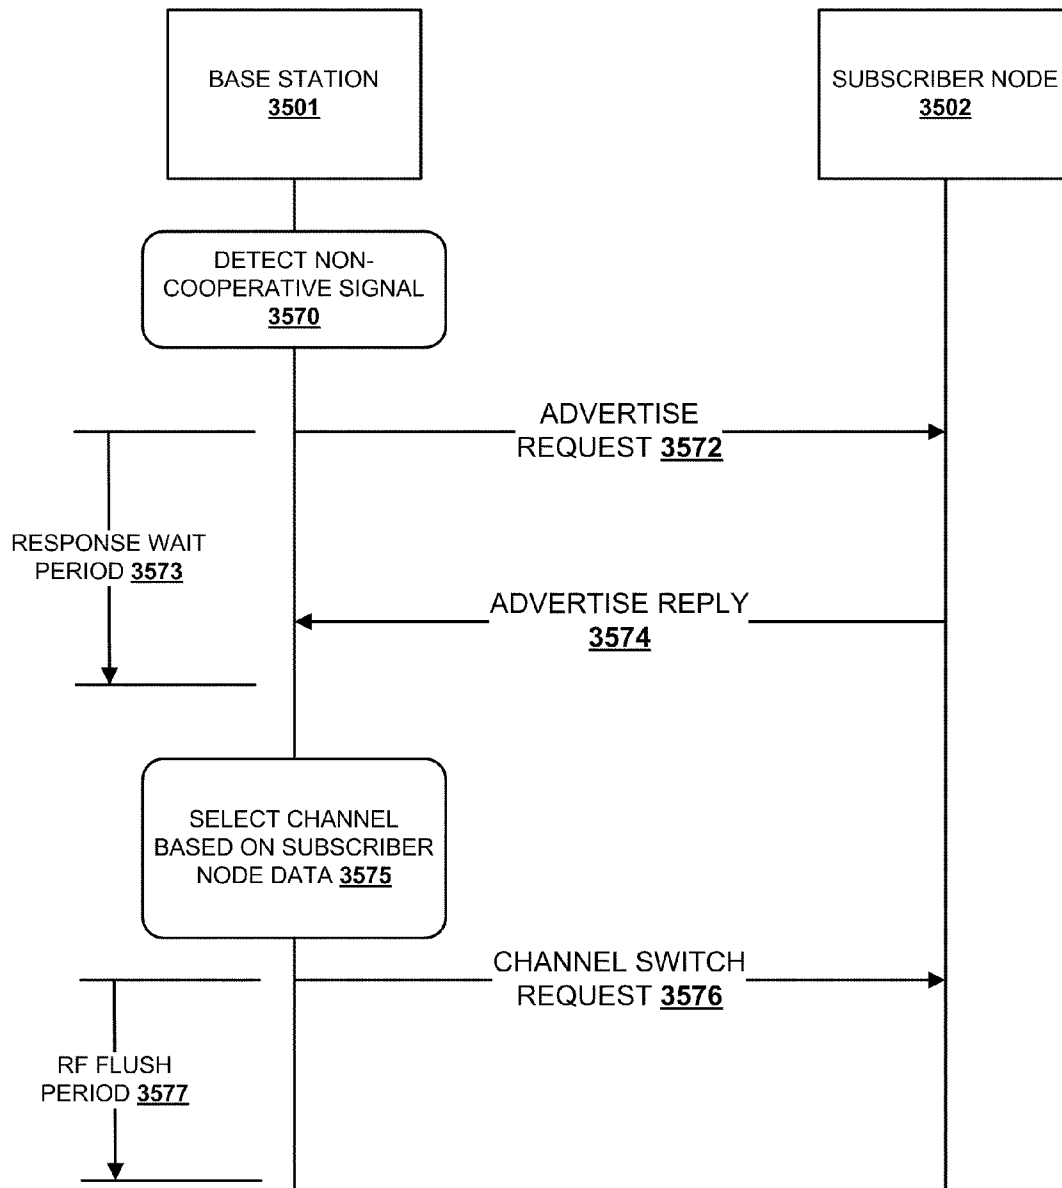 BASE STATION
3501
SUBSCRIBER NODE
3502
DETECT NON-
COOPERATIVE SIGNAL
3570
ADVERTISE
REQUEST 3572
RESPONSE WAIT
PERIOD 3573
ADVERTISE REPLY
3574
SELECT CHANNEL
BASED ON SUBSCRIBER
NODE DATA 3575
CHANNEL SWITCH
REQUEST 3576
RF FLUSH
PERIOD 3577